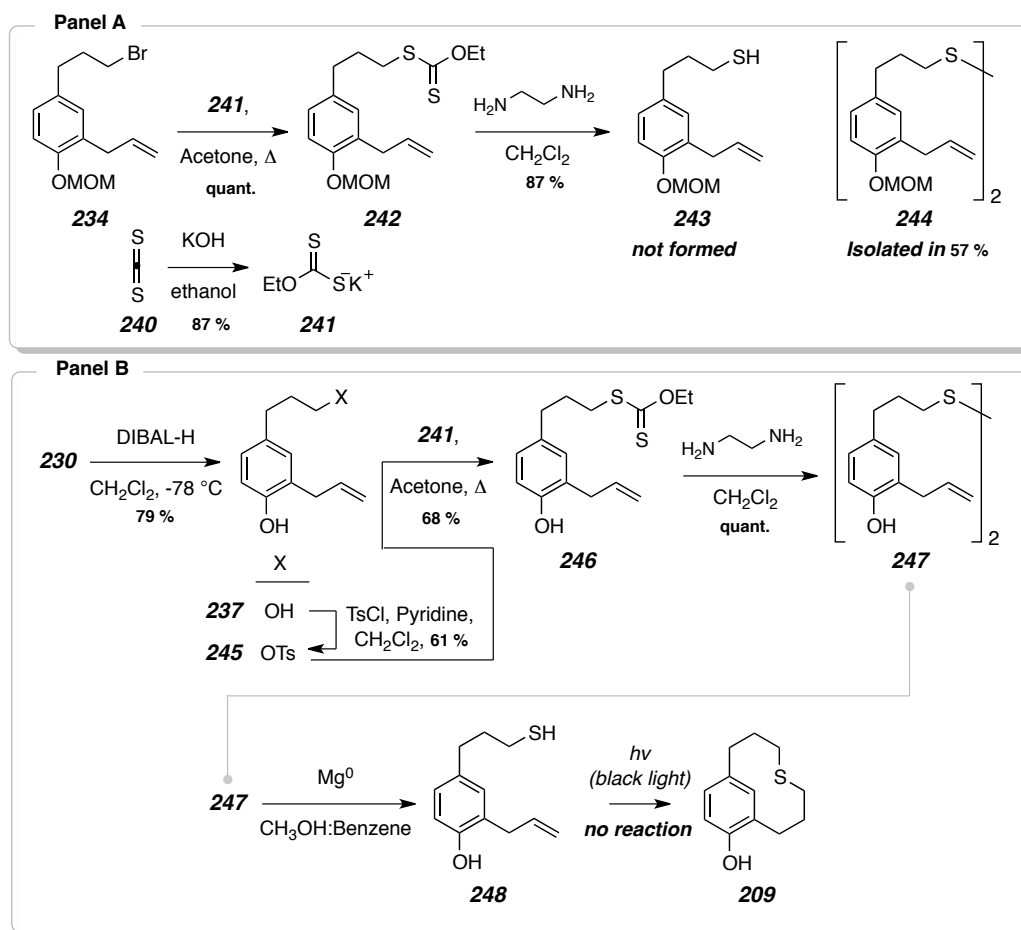 Panel A
Br
OMOM
234
241,
Acetone, Δ
quant.
S
OEt
S
OMOM
242
H2N
NH2
CH2Cl2
87 %
SH
OMOM
243
not formed
S
OMOM
2
244
Isolated in 57 %
S
S
240
KOH
ethanol
87 %
S
EtO
S−K+
241
Panel B
230
DIBAL-H
CH2Cl2, -78 °C
79 %
X
OH
X
237 OH
245 OTs
TsCl, Pyridine,
CH2Cl2, 61 %
241,
Acetone, Δ
68 %
S
OEt
S
OH
246
H2N
NH2
CH2Cl2
quant.
S
OH
2
247
247
Mg0
CH3OH:Benzene
SH
OH
248
hv
(black light)
no reaction
S
OH
209